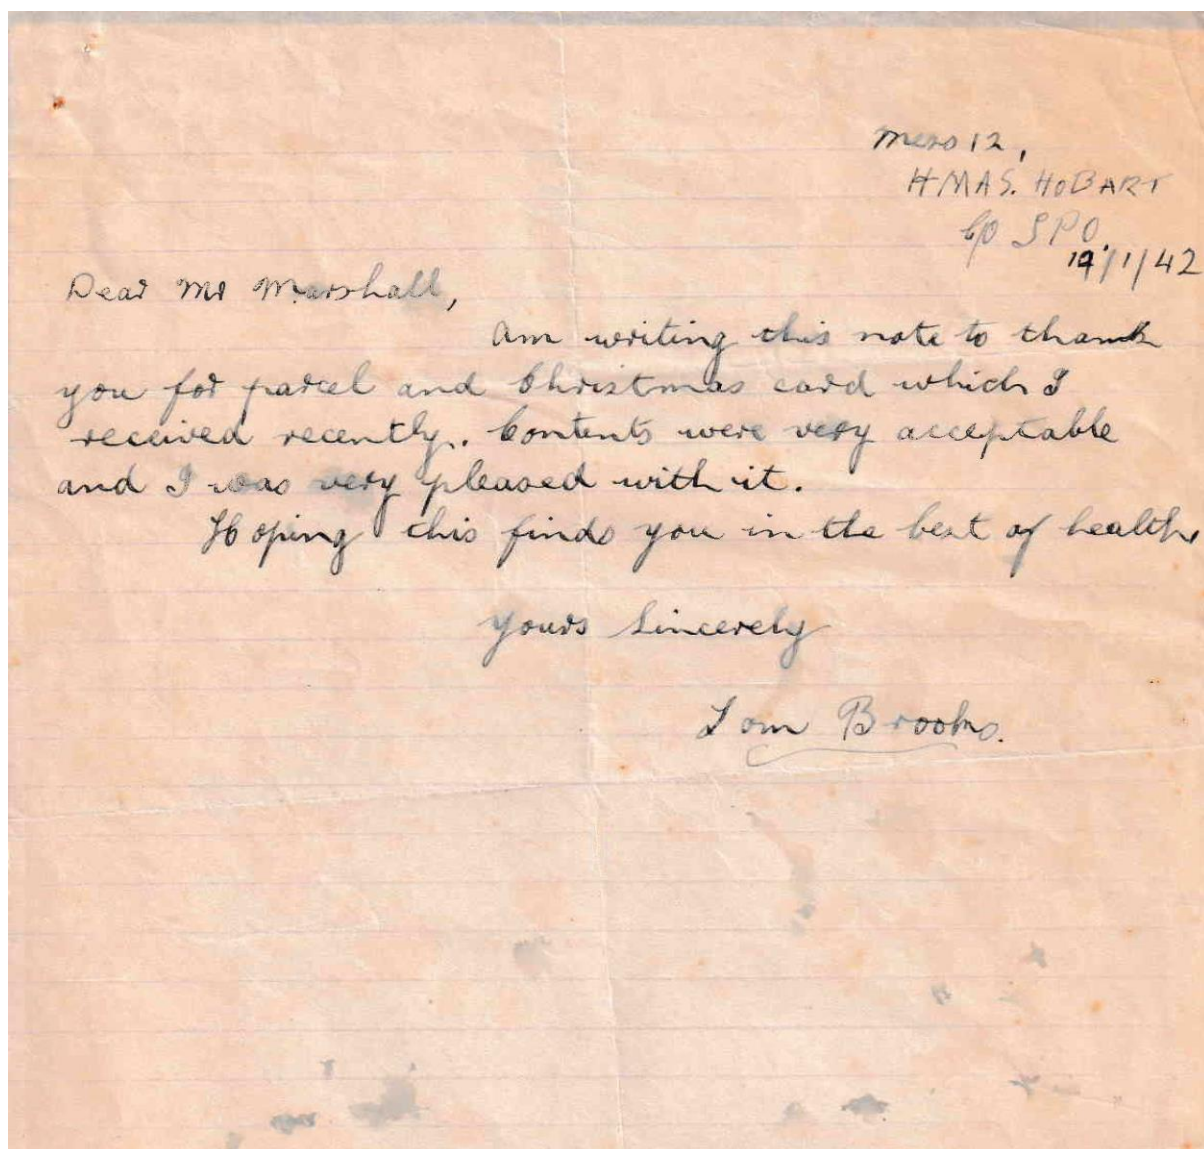 Mess 12,
HMAS. HOBART
c/o SPO
19/1/42
Dear Mr Marshall,
Am writing this note to thank
you for parcel and Christmas card which I
received recently. Contents were very acceptable
and I was very pleased with it.
Hoping this finds you in the best of health,
Yours Sincerely
Tom Brooks.